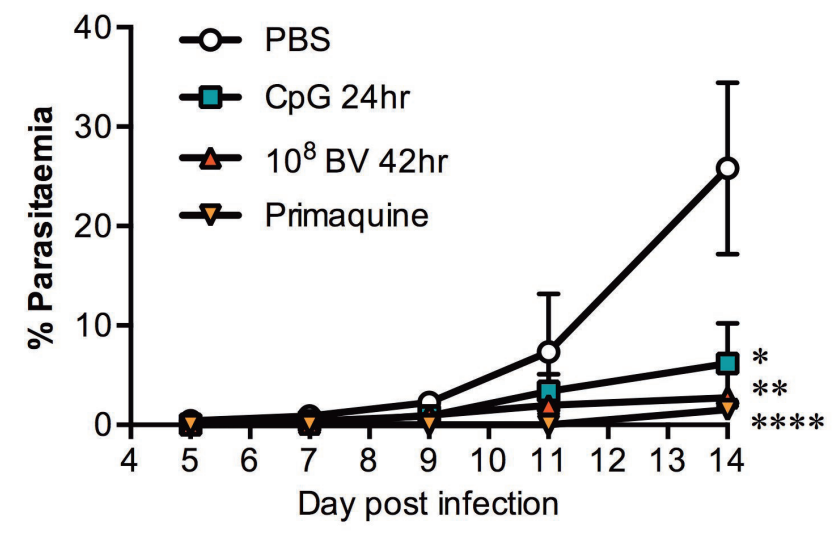 % Parasitaemia
40
30
20
10
0
PBS
CpG 24hr
10⁸ BV 42hr
Primaquine
*
**
****
4 5 6 7 8 9 10 11 12 13 14
Day post infection